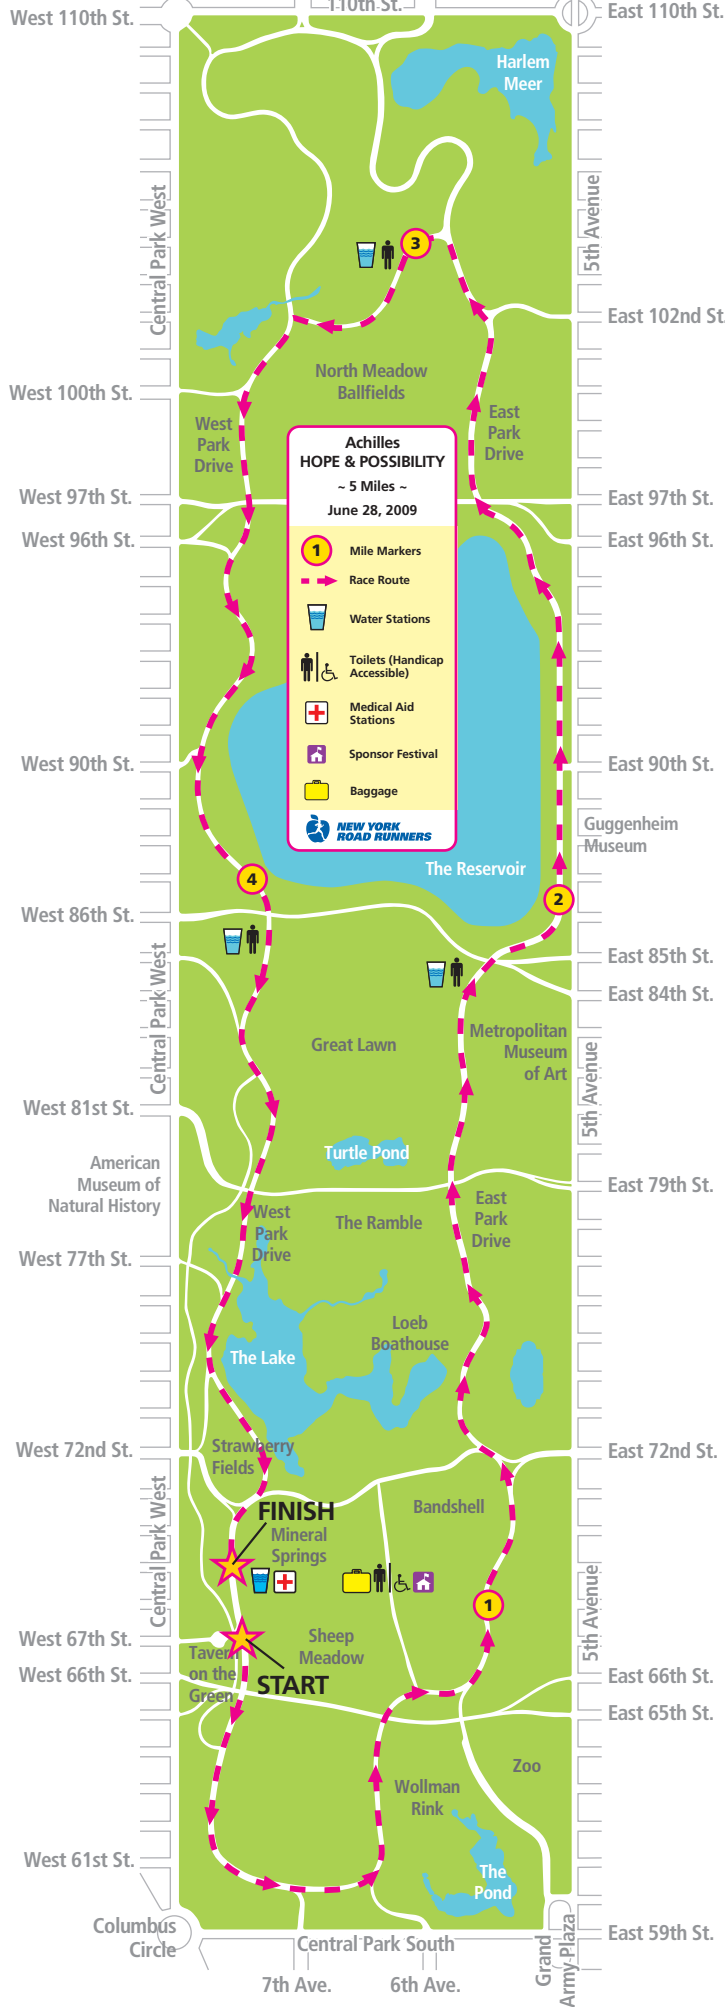 110th St.
West 110th St.
East 110th St.
Harlem
Meer
Central Park West
5th Avenue
3
East 102nd St
North Meadow
Ballfields
West 100th St.
West
Park
Drive
East
Park
Drive
Achilles
HOPE & POSSIBILITY
~ 5 Miles ~
June 28, 2009
1
Mile Markers
Race Route
Water Stations
Toilets (Handicap
Accessible)
Medical Aid
Stations
Sponsor Festival
Baggage
NEW YORK
ROAD RUNNERS
West 97th St.
East 97th St.
West 96th St.
East 96th St.
West 90th St.
East 90th St.
Guggenheim
Museum
The Reservoir
4
2
West 86th St.
East 85th St.
Central Park West
East 84th St.
Great Lawn
Metropolitan
Museum
of Art
5th Avenue
West 81st St.
Turtle Pond
American
Museum of
Natural History
East 79th St.
West
Park
Drive
The Ramble
East
Park
Drive
West 77th St.
Loeb
Boathouse
The Lake
West 72nd St.
Strawberry
Fields
East 72nd St.
Central Park West
Bandshell
FINISH
Mineral
Springs
1
5th Avenue
West 67th St.
Sheep
Meadow
Tavern
on the
Green
West 66th St.
START
East 66th St.
East 65th St.
Zoo
Wollman
Rink
West 61st St.
The
Pond
Columbus
Circle
Central Park South
Grand
Army Plaza
East 59th St.
7th Ave.
6th Ave.